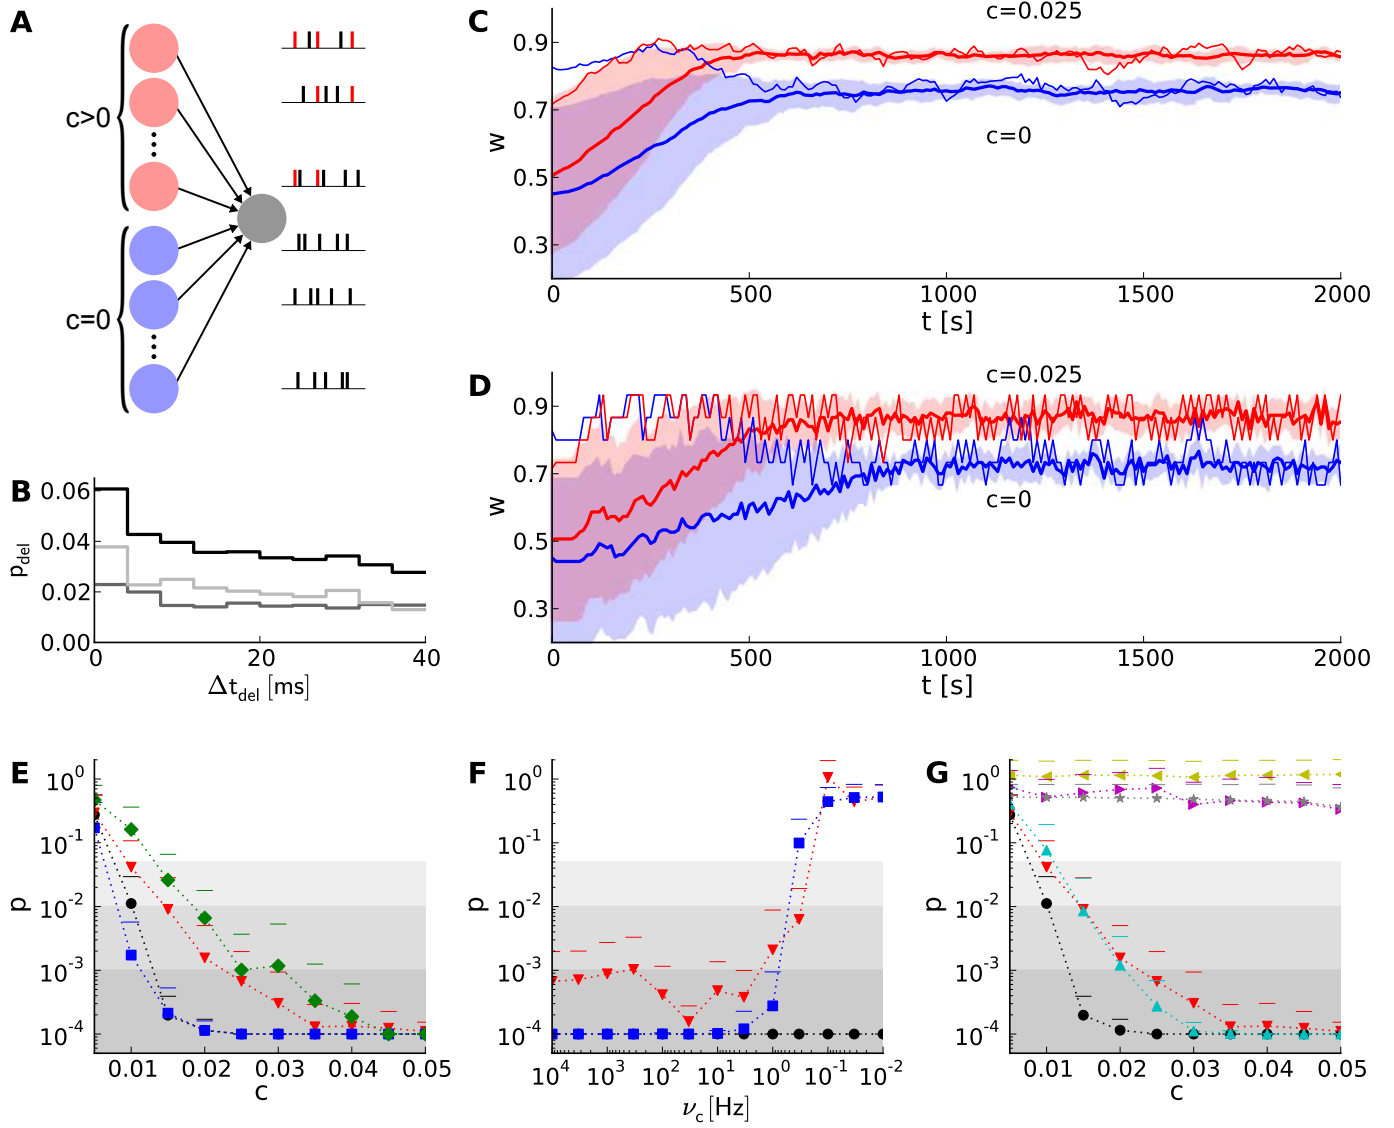 A
c>0
c=0
B
p_del
0.06
0.04
0.02
0.00
0
20
40
Δt_del [ms]
C
c=0.025
w
0.9
0.7
0.5
0.3
c=0
0
500
1000
1500
2000
t [s]
D
c=0.025
w
0.9
0.7
0.5
0.3
c=0
0
500
1000
1500
2000
t [s]
E
p
10^0
10^-1
10^-2
10^-3
10^-4
0.01
0.02
0.03
0.04
0.05
c
F
p
10^0
10^-1
10^-2
10^-3
10^-4
10^4
10^3
10^2
10^1
10^0
10^-1
10^-2
ν_c [Hz]
G
p
10^0
10^-1
10^-2
10^-3
10^-4
0.01
0.02
0.03
0.04
0.05
c